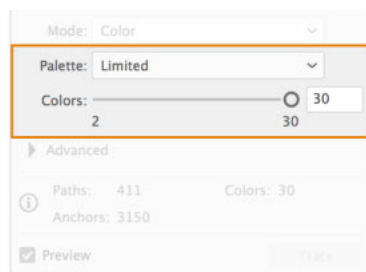 Mode: Color
Palette: Limited
Colors: 30
2 30
Advanced
Paths: 411 Colors: 30
Anchors: 3150
Preview Trace